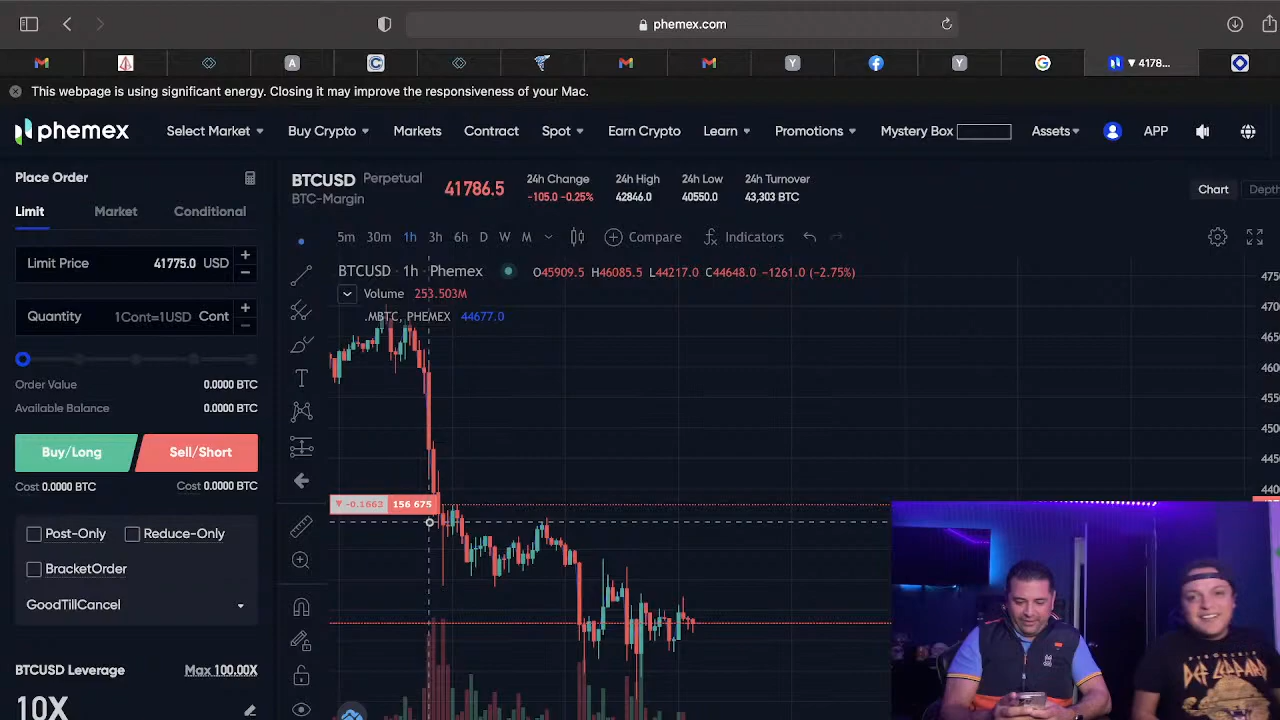 phemex.com
A
C
Y
f
Y
G
▼ 4178...
This webpage is using significant energy. Closing it may improve the responsiveness of your Mac.
phemex
Select Market
Buy Crypto
Markets
Contract
Spot
Earn Crypto
Learn
Promotions
Mystery Box
Assets
APP
Place Order
Limit
Market
Conditional
Limit Price 41775.0 USD + −
Quantity 1Cont=1USD Cont + −
Order Value 0.0000 BTC
Available Balance 0.0000 BTC
Buy/Long
Sell/Short
Cost 0.0000 BTC
Cost 0.0000 BTC
Post-Only
Reduce-Only
BracketOrder
GoodTillCancel
BTCUSD Leverage Max 100.00X
10X
BTCUSD Perpetual
BTC-Margin
41786.5
24h Change
-105.0 -0.25%
24h High
42846.0
24h Low
40550.0
24h Turnover
43,303 BTC
Chart
Depth
5m 30m 1h 3h 6h D W M
Compare
Indicators
T
BTCUSD · 1h · Phemex O45909.5 H46085.5 L44217.0 C44648.0 −1261.0 (−2.75%)
Volume 253.503M
.MBTC, PHEMEX 44677.0
▼ -0.1663 156 675
DEF LEPPARD